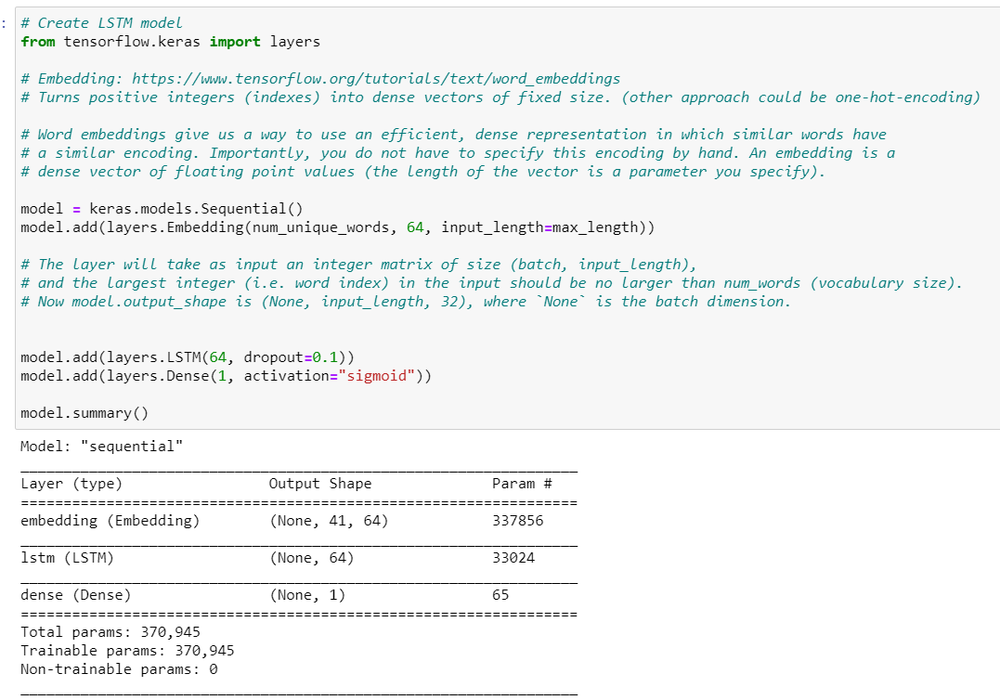 : # Create LSTM model
from tensorflow.keras import layers
# Embedding: https://www.tensorflow.org/tutorials/text/word_embeddings
# Turns positive integers (indexes) into dense vectors of fixed size. (other approach could be one-hot-encoding)
# Word embeddings give us a way to use an efficient, dense representation in which similar words have
# a similar encoding. Importantly, you do not have to specify this encoding by hand. An embedding is a
# dense vector of floating point values (the length of the vector is a parameter you specify).
model = keras.models.Sequential()
model.add(layers.Embedding(num_unique_words, 64, input_length=max_length))
# The layer will take as input an integer matrix of size (batch, input_length),
# and the largest integer (i.e. word index) in the input should be no larger than num_words (vocabulary size).
# Now model.output_shape is (None, input_length, 32), where `None` is the batch dimension.
model.add(layers.LSTM(64, dropout=0.1))
model.add(layers.Dense(1, activation="sigmoid"))
model.summary()
Model: "sequential"
_________________________________________________________________
Layer (type) Output Shape Param #
=================================================================
embedding (Embedding) (None, 41, 64) 337856
_________________________________________________________________
lstm (LSTM) (None, 64) 33024
_________________________________________________________________
dense (Dense) (None, 1) 65
=================================================================
Total params: 370,945
Trainable params: 370,945
Non-trainable params: 0
_________________________________________________________________